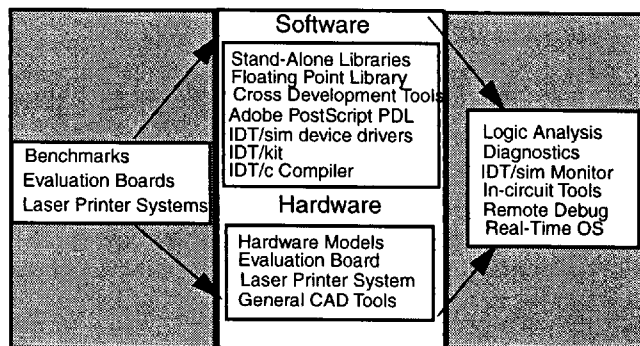 Benchmarks
Evaluation Boards
Laser Printer Systems
Software
Stand-Alone Libraries
Floating Point Library
Cross Development Tools
Adobe PostScript PDL
IDT/sim device drivers
IDT/kit
IDT/c Compiler
Hardware
Hardware Models
Evaluation Board
Laser Printer System
General CAD Tools
Logic Analysis
Diagnostics
IDT/sim Monitor
In-circuit Tools
Remote Debug
Real-Time OS